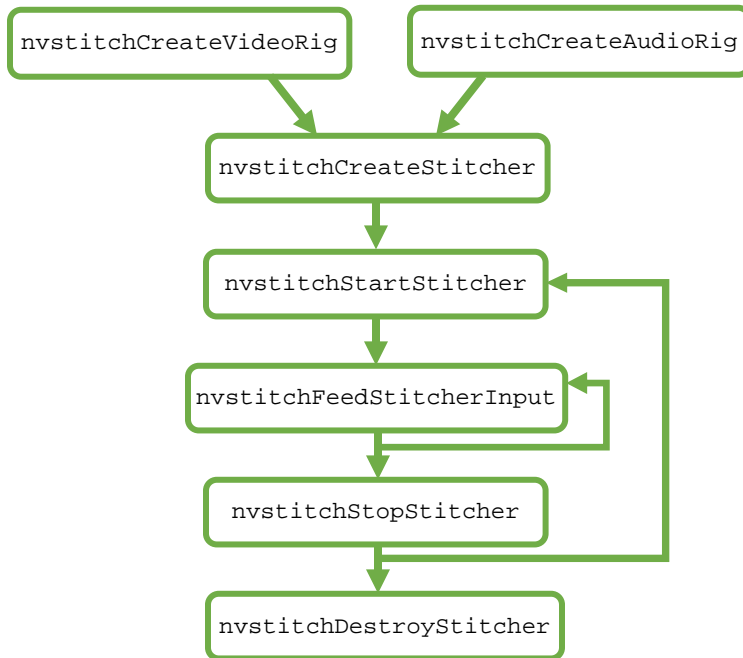 nvstitchCreateVideoRig
nvstitchCreateAudioRig
nvstitchCreateStitcher
nvstitchStartStitcher
nvstitchFeedStitcherInput
nvstitchStopStitcher
nvstitchDestroyStitcher